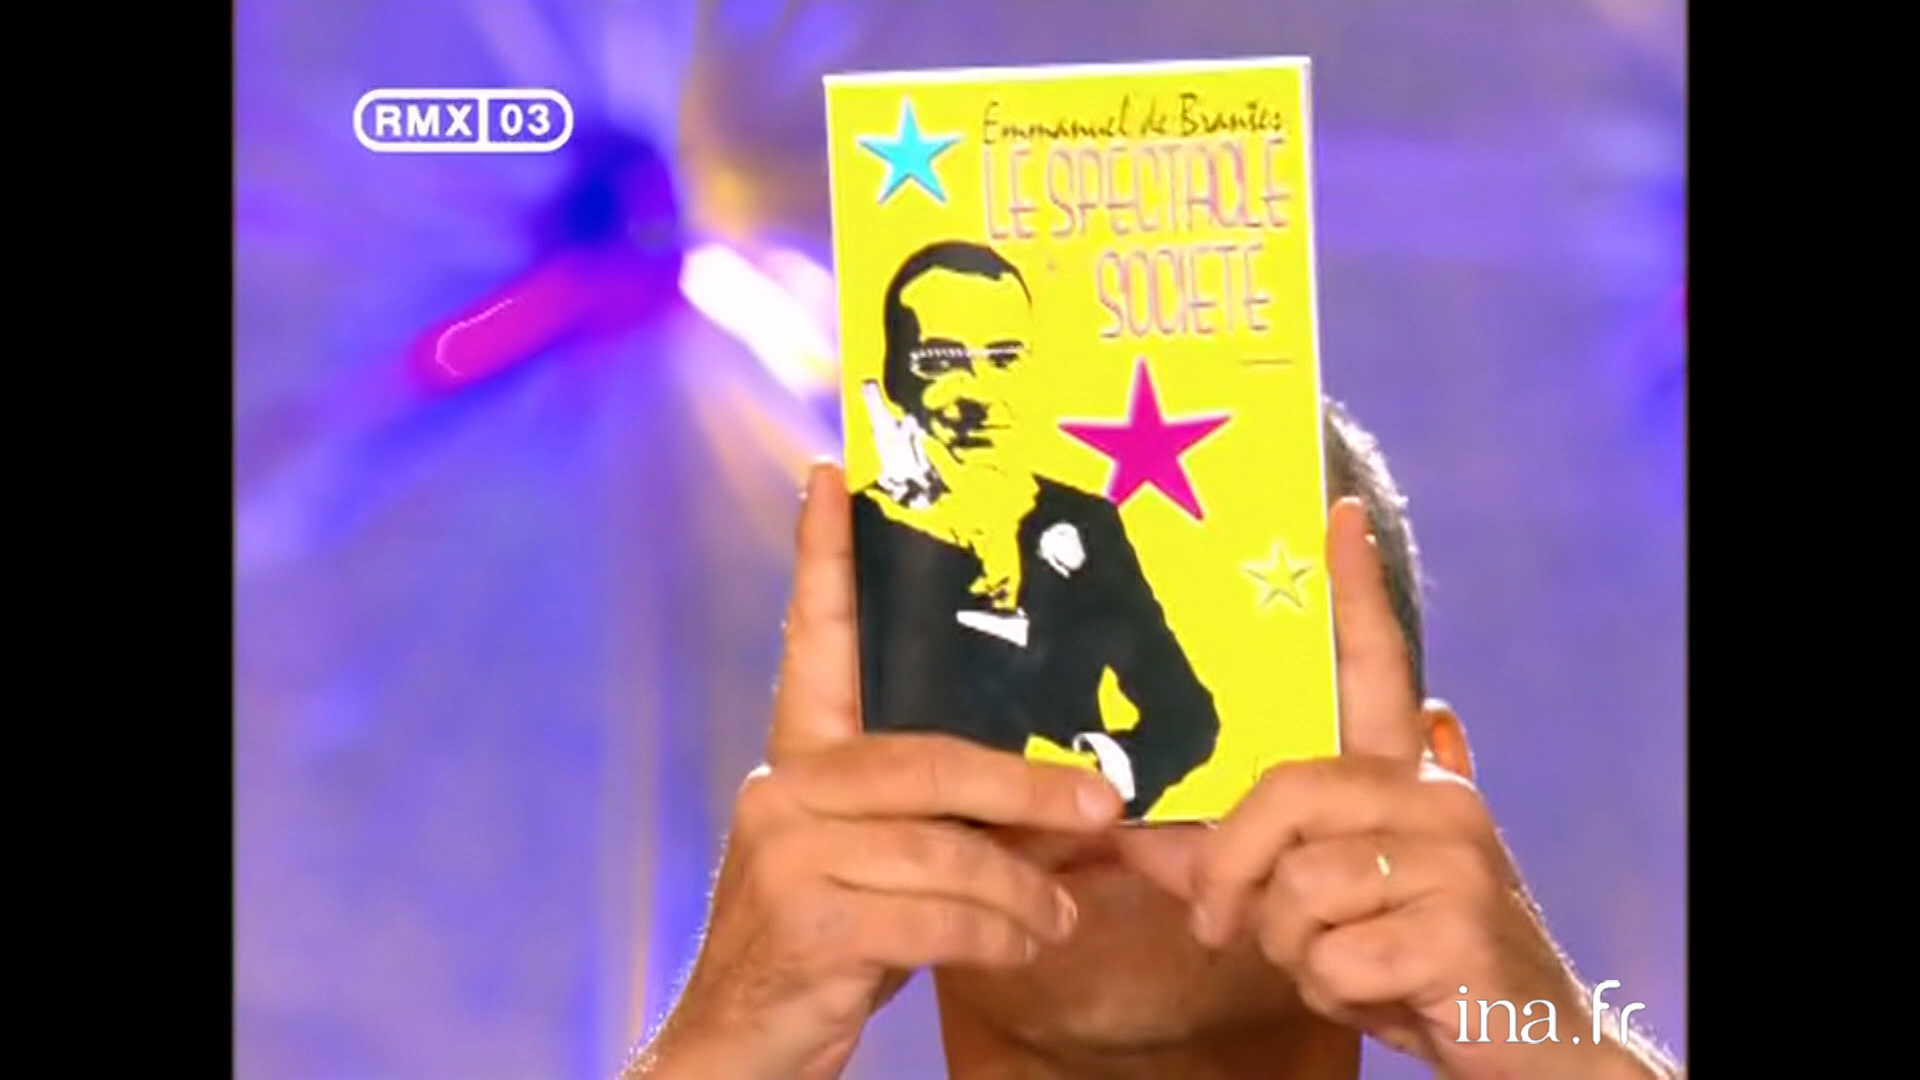 RMX 03
Emmanuel de Brantes
LE SPECTACLE
SOCIETE
ina.fr